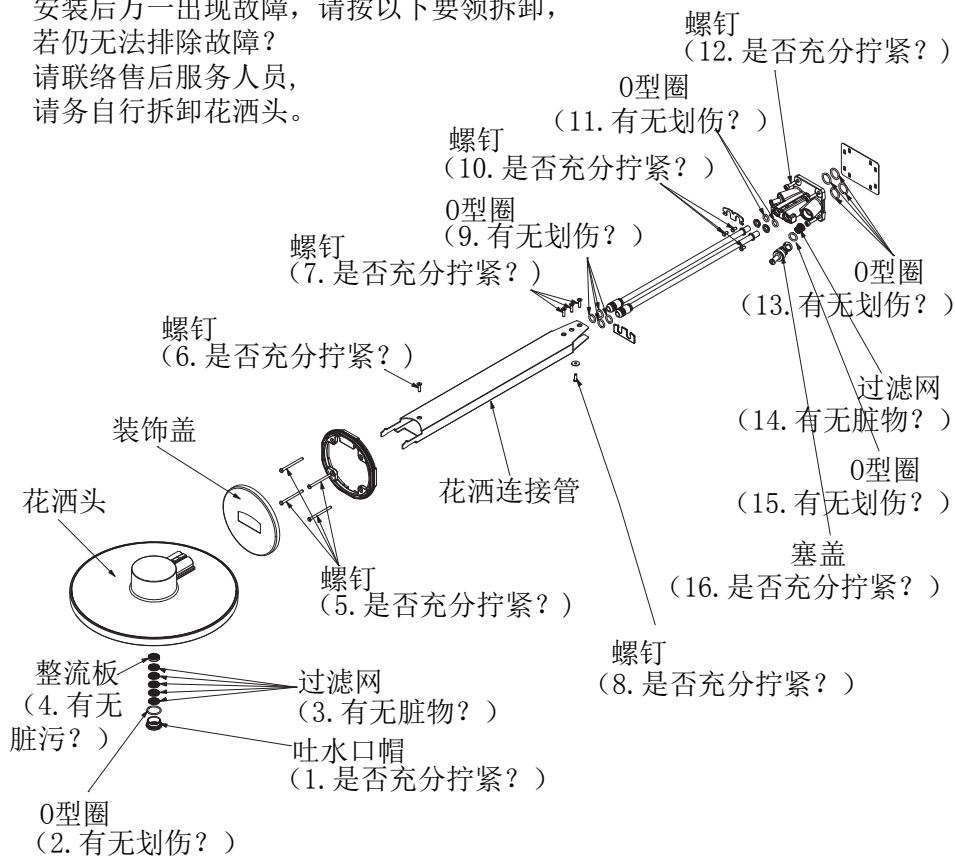 安装后万一出现故障，请按以下要领拆卸，
若仍无法排除故障？
请联络售后服务人员，
请务自行拆卸花洒头。
螺钉
（12.是否充分拧紧？）
O型圈
（11.有无划伤？）
螺钉
（10.是否充分拧紧？）
O型圈
（9.有无划伤？）
螺钉
（7.是否充分拧紧？）
O型圈
（13.有无划伤？）
螺钉
（6.是否充分拧紧？）
过滤网
（14.有无脏物？）
装饰盖
O型圈
（15.有无划伤？）
花洒连接管
花洒头
塞盖
（16.是否充分拧紧？）
螺钉
（5.是否充分拧紧？）
螺钉
（8.是否充分拧紧？）
整流板
（4.有无
脏污？）
过滤网
（3.有无脏物？）
吐水口帽
（1.是否充分拧紧？）
O型圈
（2.有无划伤？）